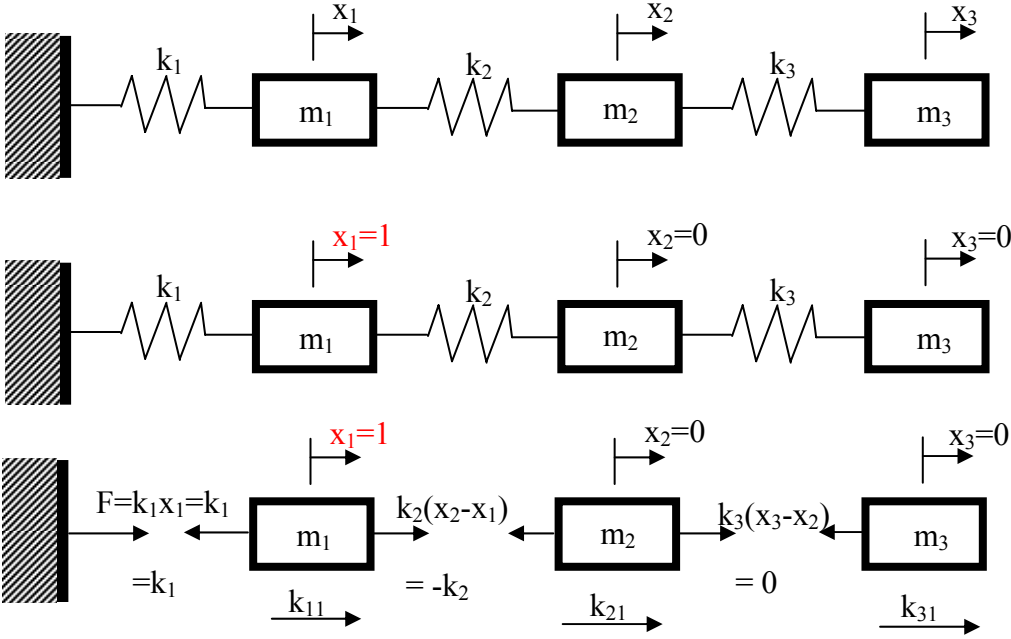 x₁ x₂ x₃
k₁ k₂ k₃
m₁ m₂ m₃
x₁=1 x₂=0 x₃=0
k₁ k₂ k₃
m₁ m₂ m₃
x₁=1 x₂=0 x₃=0
F=k₁x₁=k₁ k₂(x₂-x₁) k₃(x₃-x₂)
m₁ m₂ m₃
=k₁ = -k₂ = 0
k₁₁ k₂₁ k₃₁